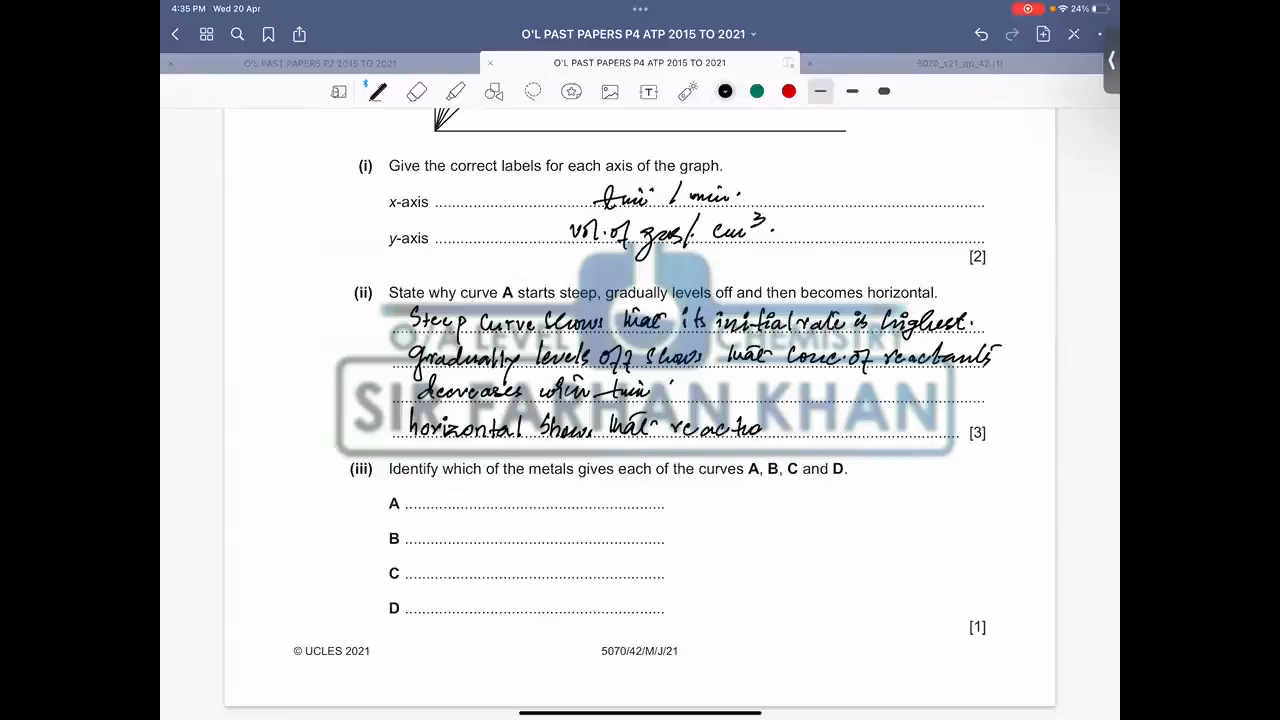 4:35 PM Wed 20 Apr
24%
O'L PAST PAPERS P4 ATP 2015 TO 2021
O'L PAST PAPERS P2 2015 TO 2021
O'L PAST PAPERS P4 ATP 2015 TO 2021
5070_s21_qp_42 (1)
(i) Give the correct labels for each axis of the graph.
x-axis time / min.
y-axis vol. of gas/. cm³.
[2]
(ii) State why curve A starts steep, gradually levels off and then becomes horizontal.
Steep curve shows that its initial rate is highest.
O / A LEVEL CHEMISTRY
gradually levels off shows that conc. of reactants
decreases with time
SIR FARHAN KHAN
horizontal shows that reactio
[3]
(iii) Identify which of the metals gives each of the curves A, B, C and D.
A
B
C
D
[1]
© UCLES 2021
5070/42/M/J/21